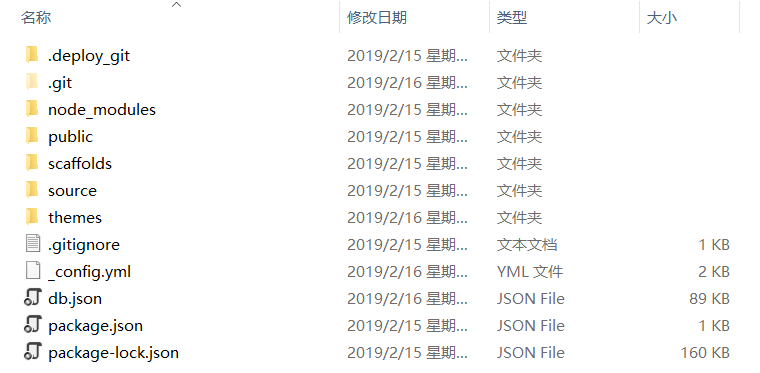 名称 修改日期 类型 大小
.deploy_git 2019/2/15 星期... 文件夹
.git 2019/2/16 星期... 文件夹
node_modules 2019/2/15 星期... 文件夹
public 2019/2/15 星期... 文件夹
scaffolds 2019/2/15 星期... 文件夹
source 2019/2/15 星期... 文件夹
themes 2019/2/16 星期... 文件夹
.gitignore 2019/2/15 星期... 文本文档 1 KB
_config.yml 2019/2/16 星期... YML 文件 2 KB
db.json 2019/2/16 星期... JSON File 89 KB
package.json 2019/2/15 星期... JSON File 1 KB
package-lock.json 2019/2/15 星期... JSON File 160 KB